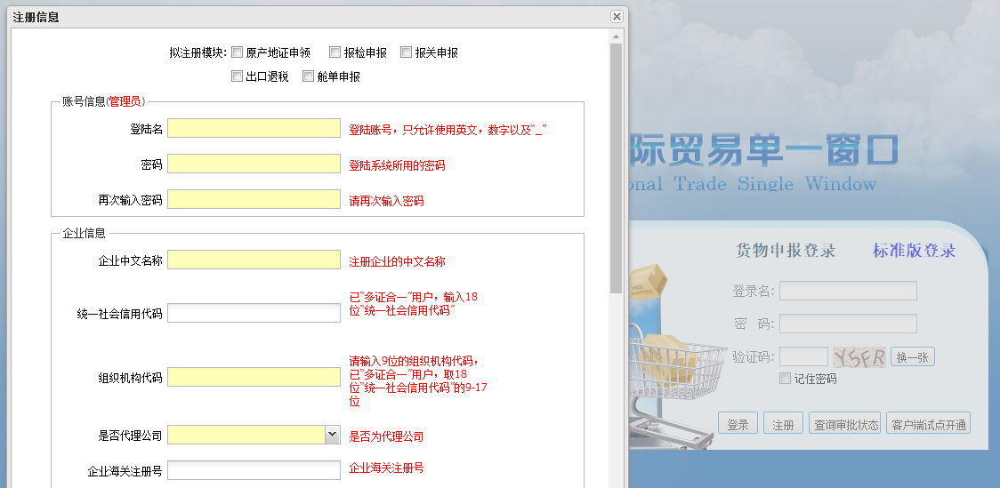 注册信息
拟注册模块: 原产地证申领 报检申报 报关申报
出口退税 舱单申报
账号信息(管理员)
登陆名 登陆账号，只允许使用英文，数字以及"_"
密码 登陆系统所用的密码
再次输入密码 请再次输入密码
企业信息
企业中文名称 注册企业的中文名称
统一社会信用代码 已"多证合一"用户，输入18
位"统一社会信用代码"
组织机构代码 请输入9位的组织机构代码，
已"多证合一"用户，取18
位"统一社会信用代码"的9-17
位
是否代理公司 是否为代理公司
企业海关注册号 企业海关注册号
际贸易单一窗口
onal Trade Single Window
货物申报登录 标准版登录
登录名:
密 码:
验证码: YSFR 换一张
记住密码
登录 注册 查询审批状态 客户端试点开通